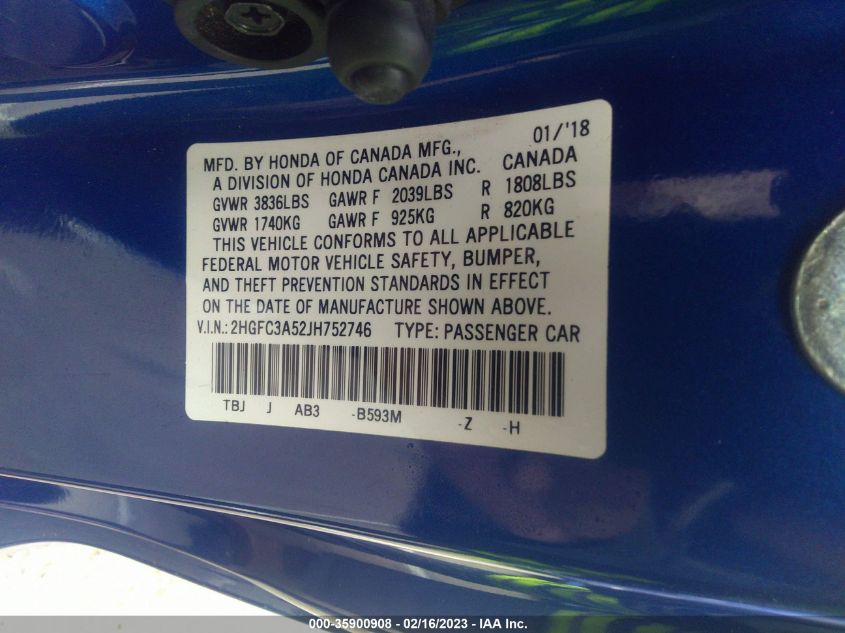 01/'18
MFD. BY HONDA OF CANADA MFG.,
A DIVISION OF HONDA CANADA INC. CANADA
GVWR 3836LBS GAWR F 2039LBS R 1808LBS
GVWR 1740KG GAWR F 925KG R 820KG
THIS VEHICLE CONFORMS TO ALL APPLICABLE
FEDERAL MOTOR VEHICLE SAFETY, BUMPER,
AND THEFT PREVENTION STANDARDS IN EFFECT
ON THE DATE OF MANUFACTURE SHOWN ABOVE.
V.I.N.: 2HGFC3A52JH752746 TYPE: PASSENGER CAR
TBJ J AB3 -B593M -Z -H
000-35900908 - 02/16/2023 - IAA Inc.